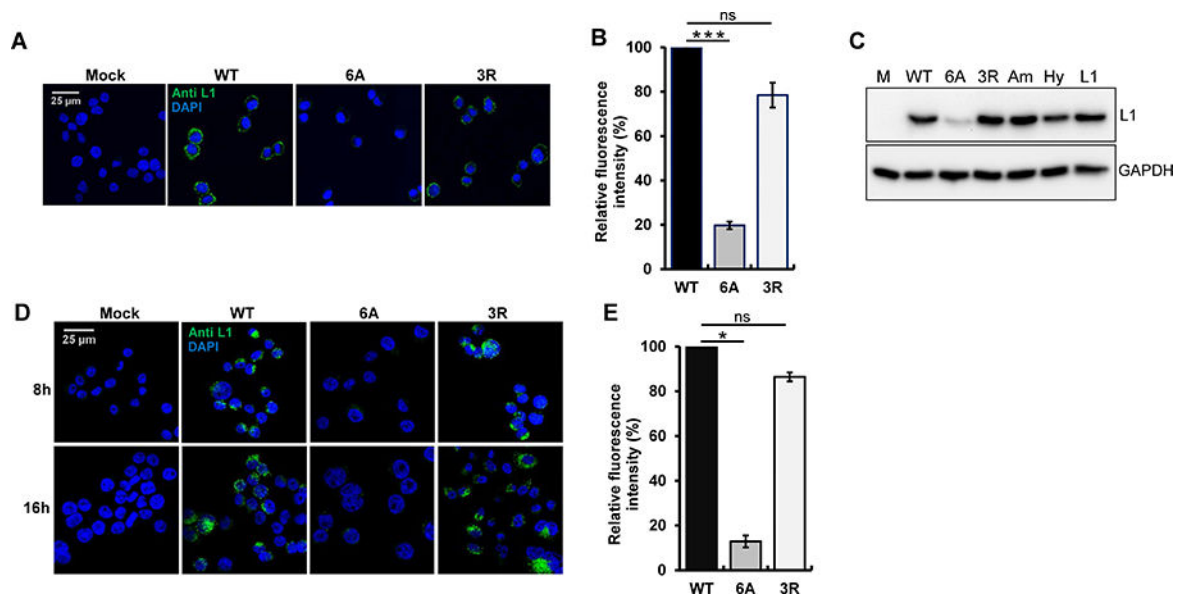 A
Mock
WT
6A
3R
25 µm
Anti L1
DAPI
B
ns
***
Relative fluorescence
intensity (%)
100
80
60
40
20
0
WT
6A
3R
C
M WT 6A 3R Am Hy L1
L1
GAPDH
D
Mock
WT
6A
3R
25 µm
Anti L1
DAPI
8h
16h
E
ns
*
Relative fluorescence
intensity (%)
100
80
60
40
20
0
WT
6A
3R